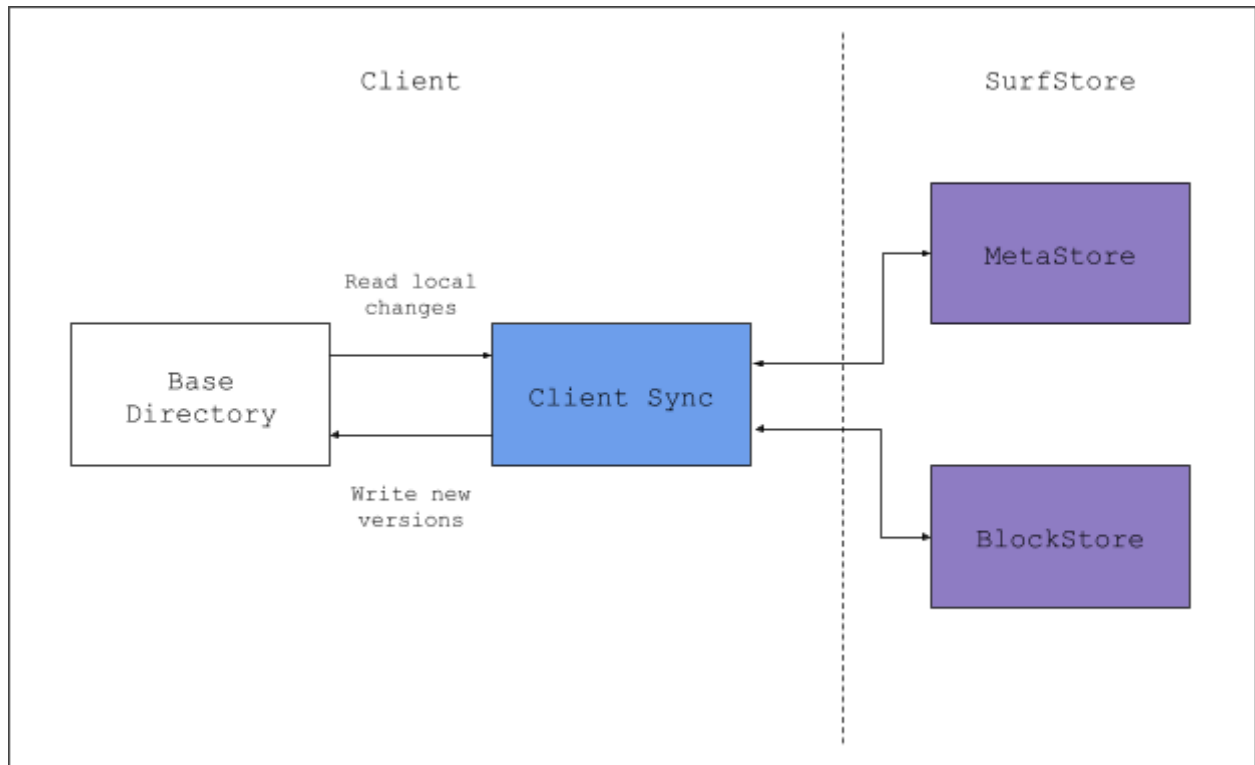 Client
SurfStore
MetaStore
Read local
changes
Base
Directory
Client Sync
Write new
versions
BlockStore